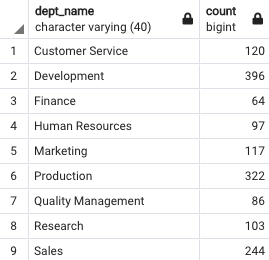 dept_name count
character varying (40) bigint
1 Customer Service 120
2 Development 396
3 Finance 64
4 Human Resources 97
5 Marketing 117
6 Production 322
7 Quality Management 86
8 Research 103
9 Sales 244